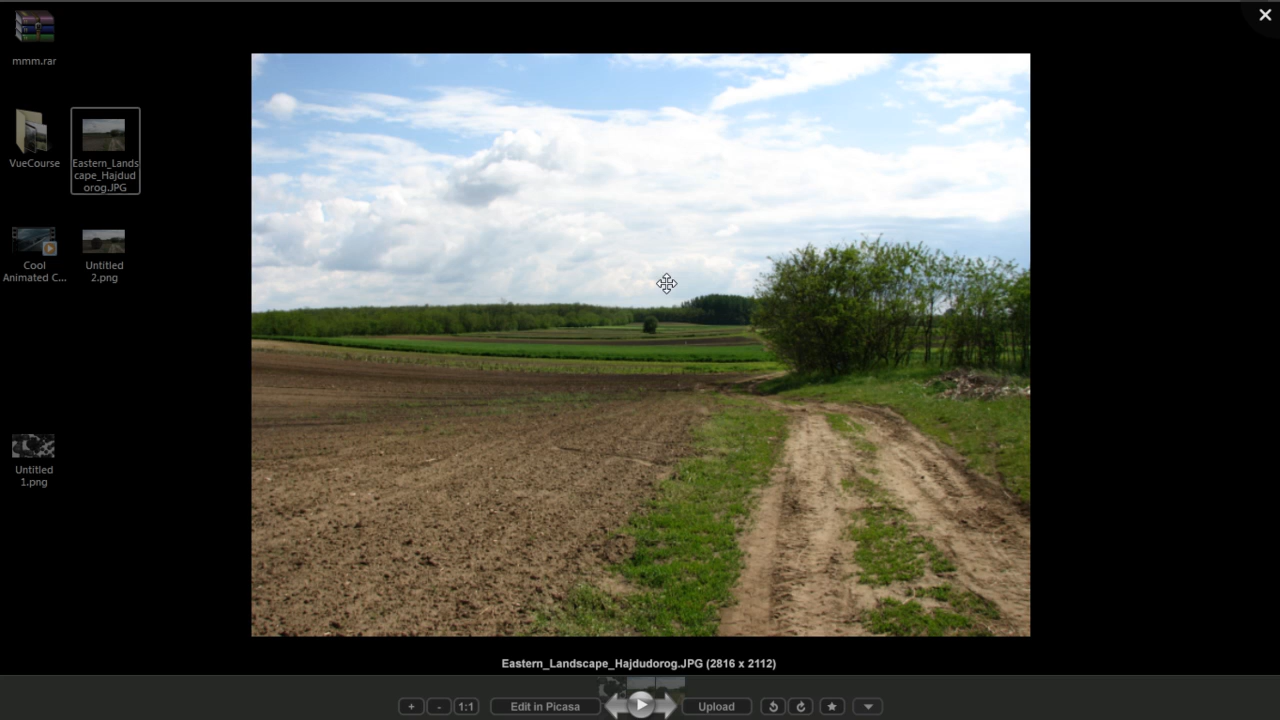 mmm.rar
VueCourse
Eastern_Lands
cape_Hajdud
orog.JPG
Cool
Animated C...
Untitled
2.png
Untitled
1.png
Eastern_Landscape_Hajdudorog.JPG (2816 x 2112)
+ - 1:1 Edit in Picasa Upload